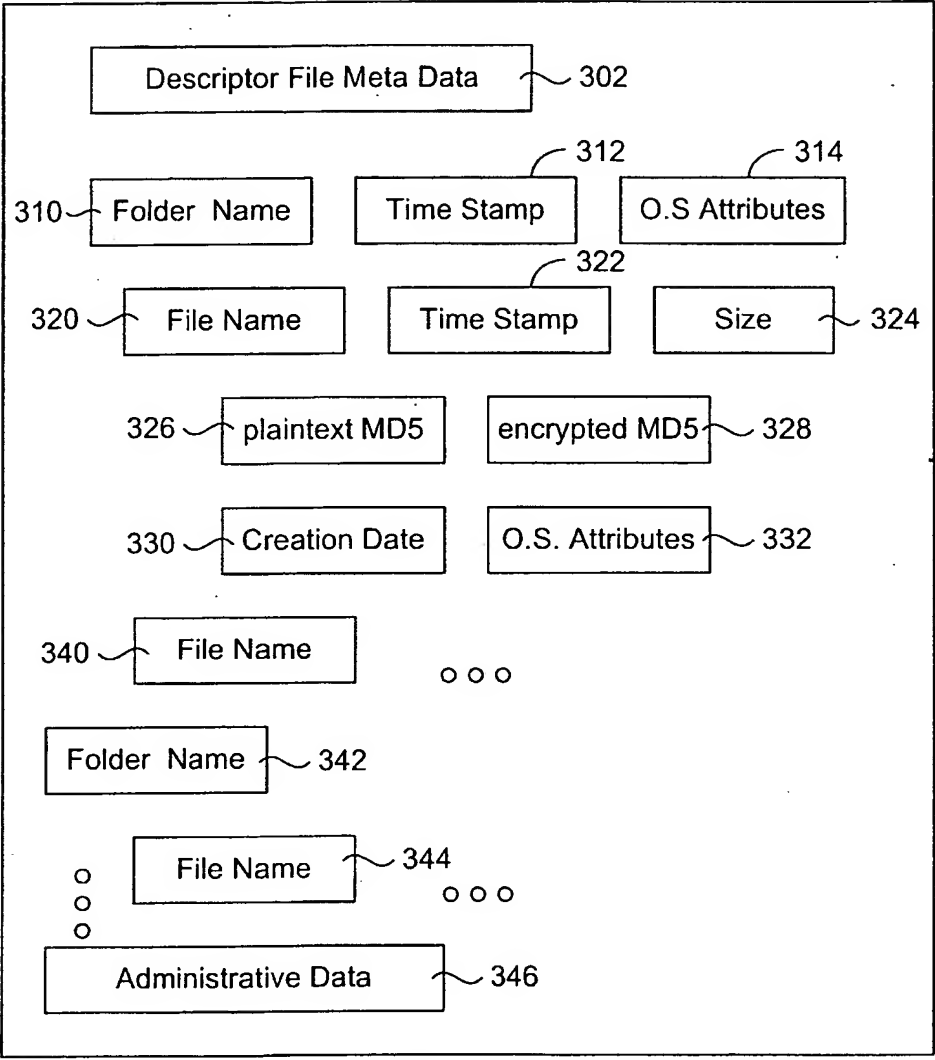 Descriptor File Meta Data 302
312 314
310 Folder Name Time Stamp O.S Attributes
322
320 File Name Time Stamp Size 324
326 plaintext MD5 encrypted MD5 328
330 Creation Date O.S. Attributes 332
340 File Name
Folder Name 342
File Name 344
Administrative Data 346